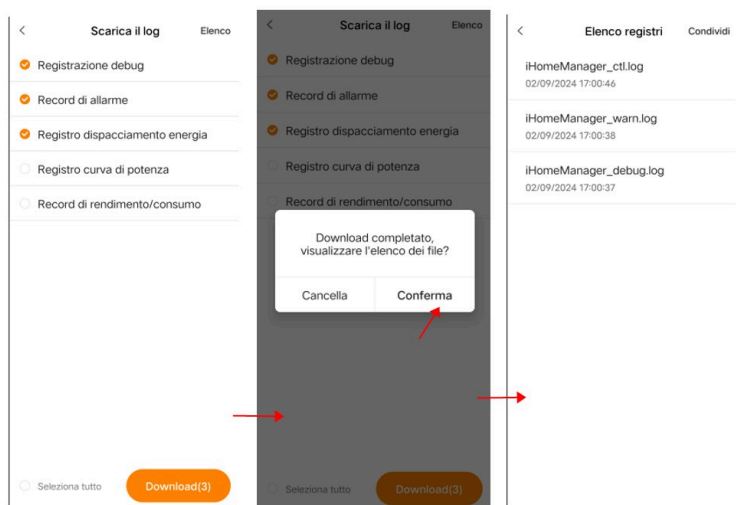 Scarica il log Elenco
Registrazione debug
Record di allarme
Registro dispacciamento energia
Registro curva di potenza
Record di rendimento/consumo
Seleziona tutto Download(3)
Scarica il log Elenco
Registrazione debug
Record di allarme
Registro dispacciamento energia
Registro curva di potenza
Record di rendimento/consumo
Download completato,
visualizzare l'elenco dei file?
Cancella Conferma
Seleziona tutto Download(3)
Elenco registri Condividi
iHomeManager_ctl.log
02/09/2024 17:00:46
iHomeManager_warn.log
02/09/2024 17:00:38
iHomeManager_debug.log
02/09/2024 17:00:37